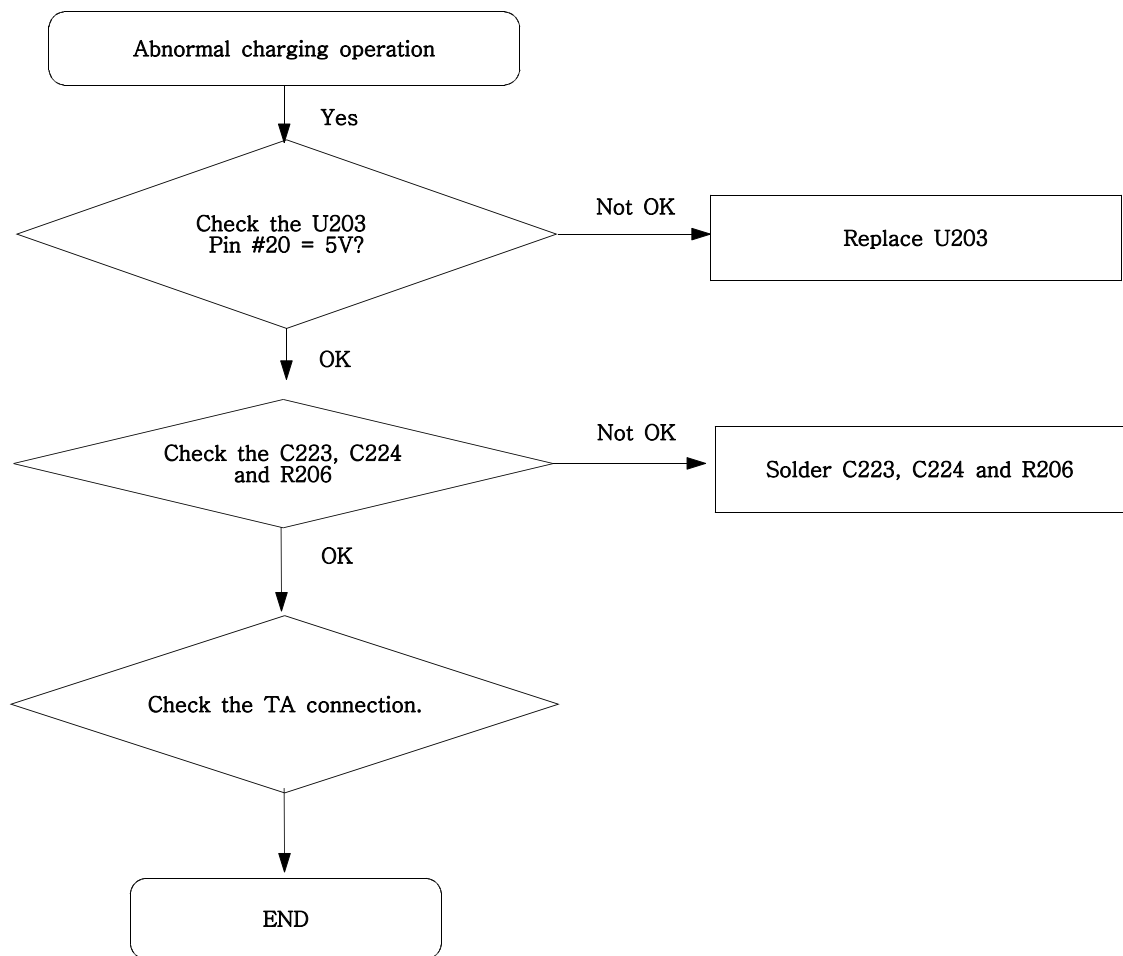 Abnormal charging operation
Yes
Check the U203
Pin #20 = 5V?
Not OK
Replace U203
OK
Check the C223, C224
and R206
Not OK
Solder C223, C224 and R206
OK
Check the TA connection.
END